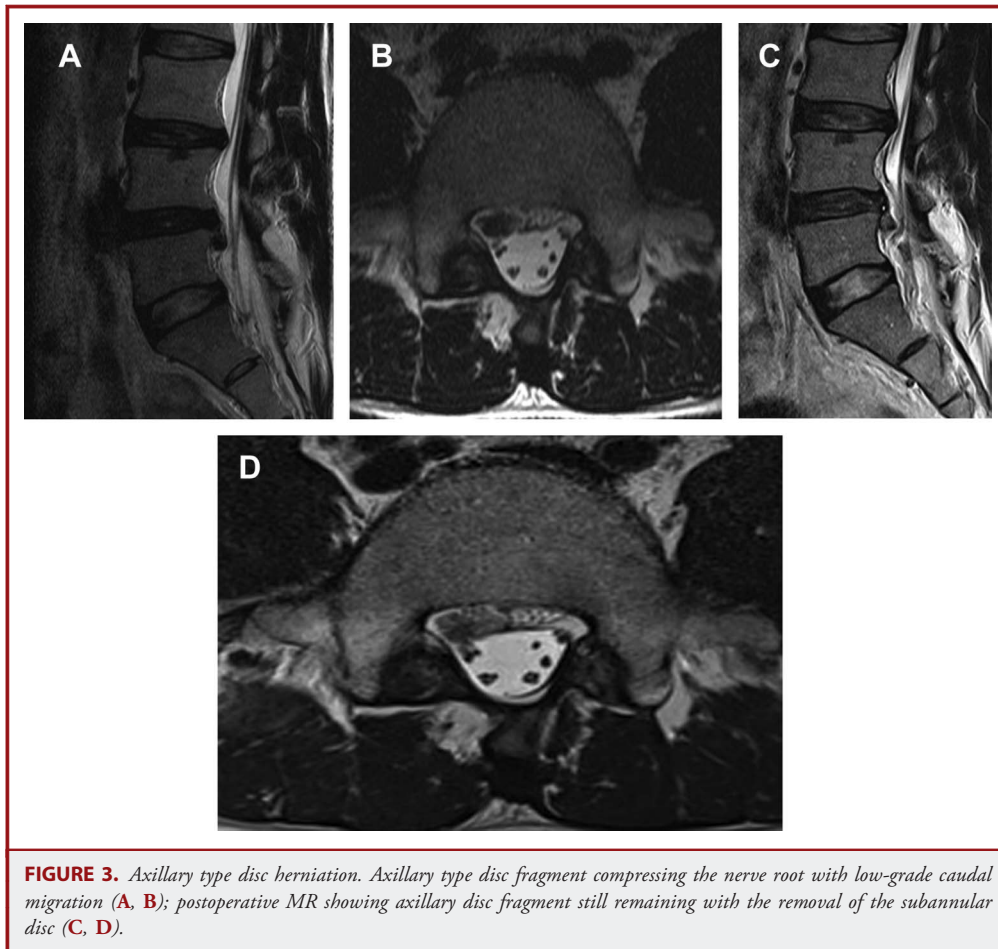 A
B
C
D
FIGURE 3. Axillary type disc herniation. Axillary type disc fragment compressing the nerve root with low-grade caudal
migration (A, B); postoperative MR showing axillary disc fragment still remaining with the removal of the subannular
disc (C, D).